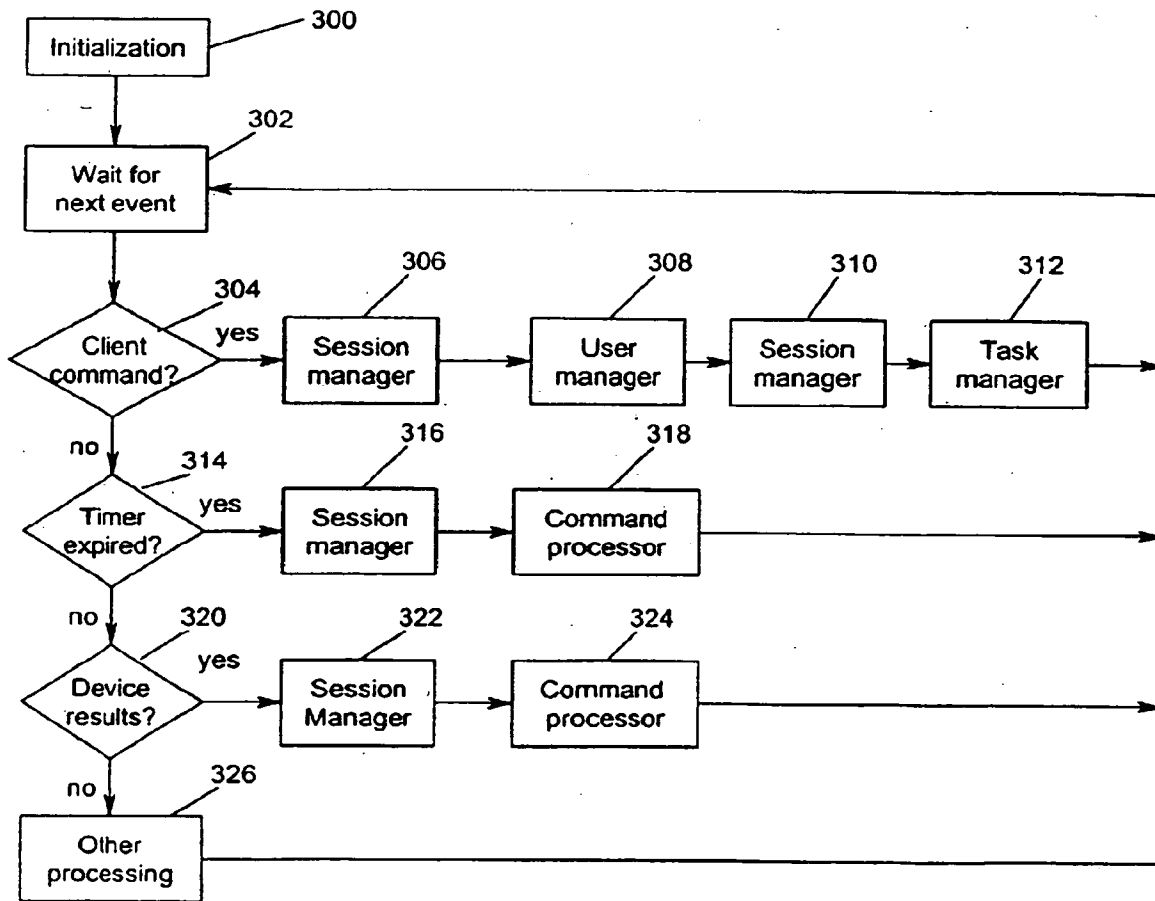 300
Initialization
302
Wait for
next event
304
Client
command?
yes
306
Session
manager
308
User
manager
310
Session
manager
312
Task
manager
no
314
Timer
expired?
yes
316
Session
manager
318
Command
processor
no
320
Device
results?
yes
322
Session
Manager
324
Command
processor
no
326
Other
processing